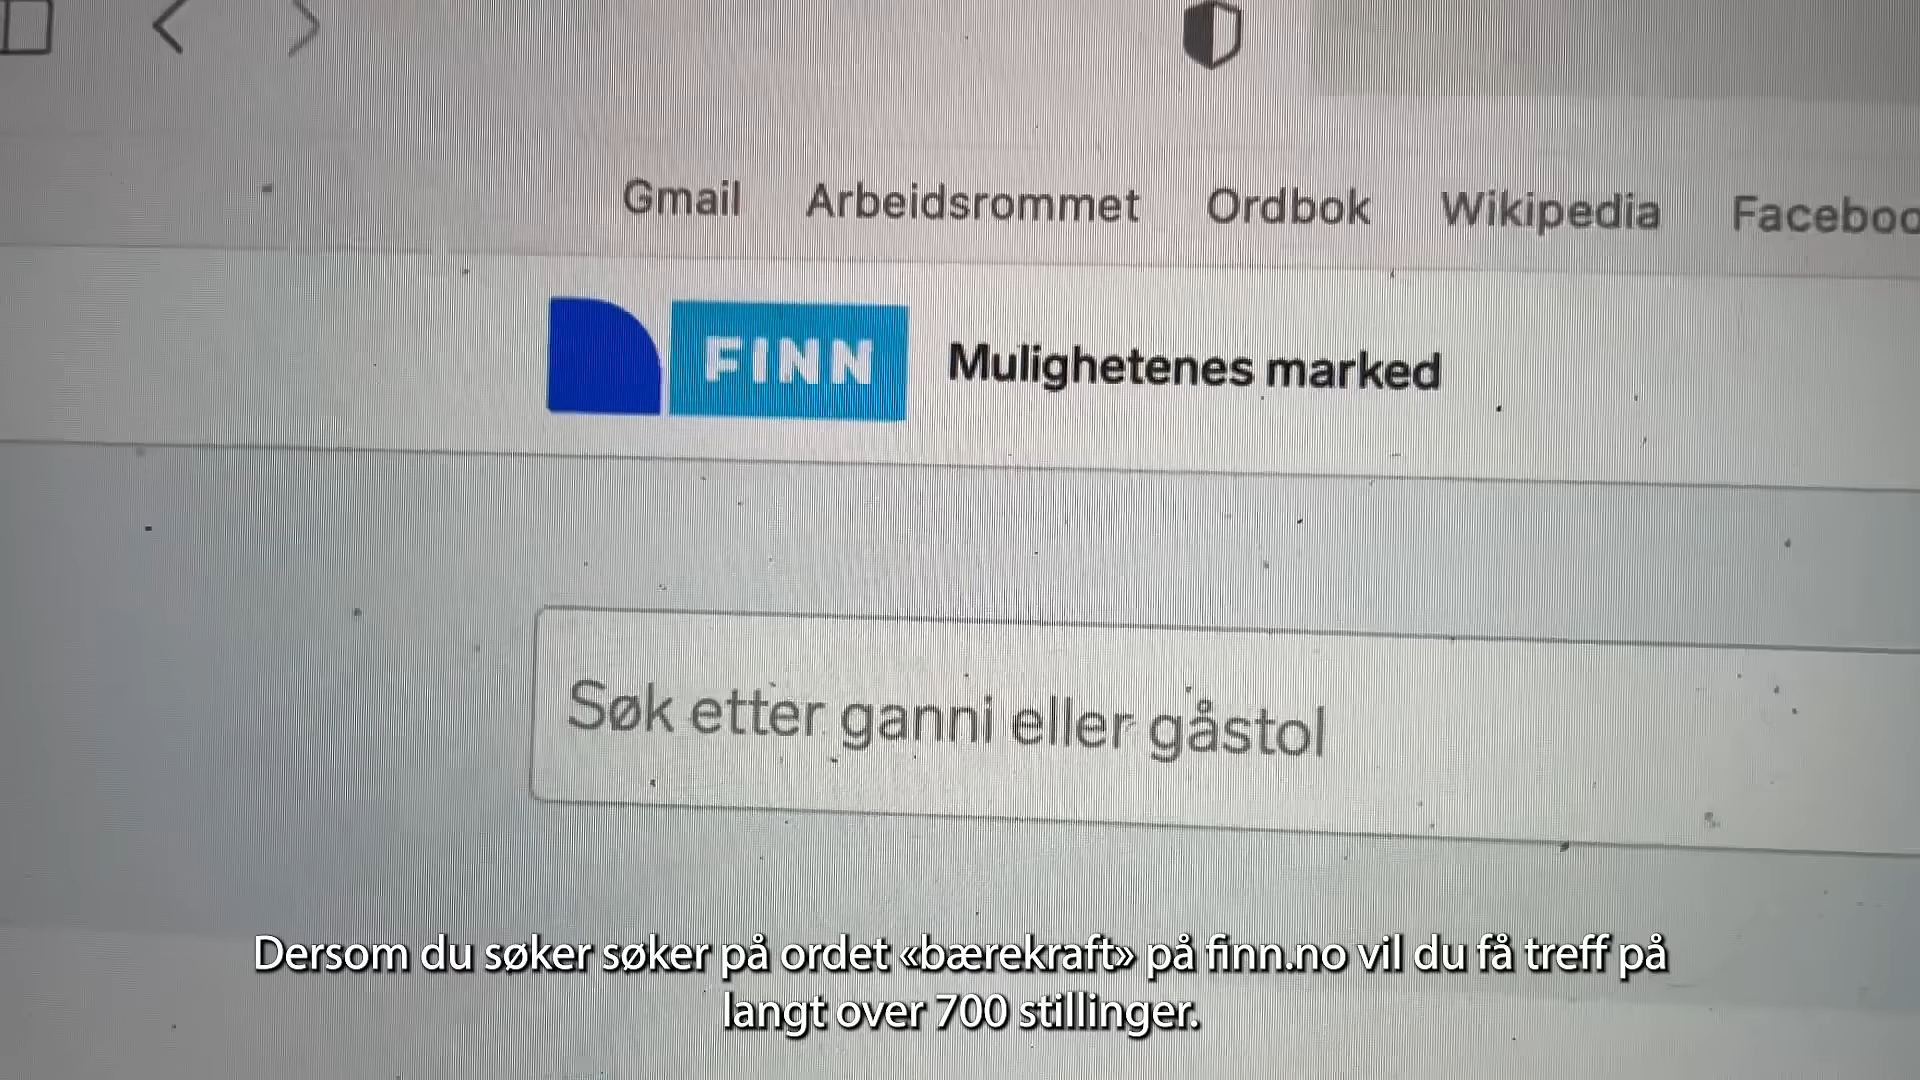 Gmail Arbeidsrommet Ordbok Wikipedia Faceboo
FINN Mulighetenes marked
Søk etter ganni eller gåstol
Dersom du søker søker på ordet «bærekraft» på finn.no vil du få treff på
langt over 700 stillinger.